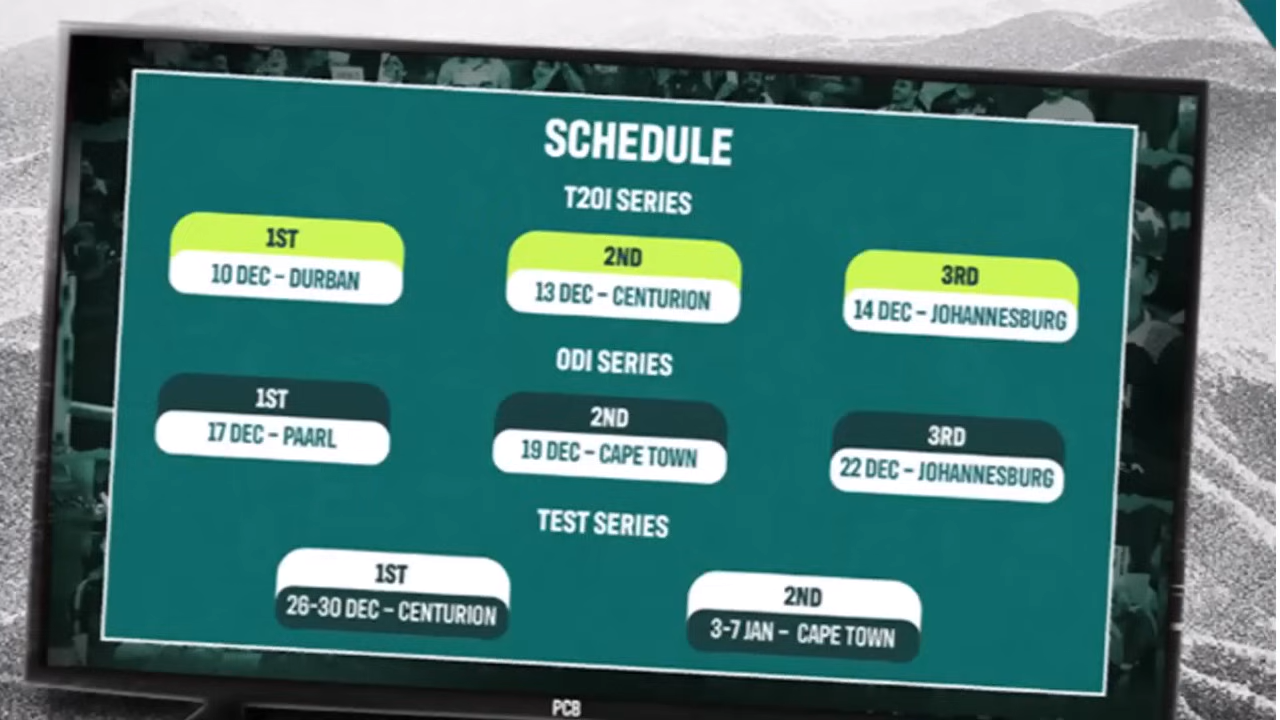 SCHEDULE
T20I SERIES
1ST
10 DEC – DURBAN
2ND
13 DEC – CENTURION
3RD
14 DEC – JOHANNESBURG
ODI SERIES
1ST
17 DEC – PAARL
2ND
19 DEC – CAPE TOWN
3RD
22 DEC – JOHANNESBURG
TEST SERIES
1ST
26-30 DEC – CENTURION
2ND
3-7 JAN – CAPE TOWN
PCB